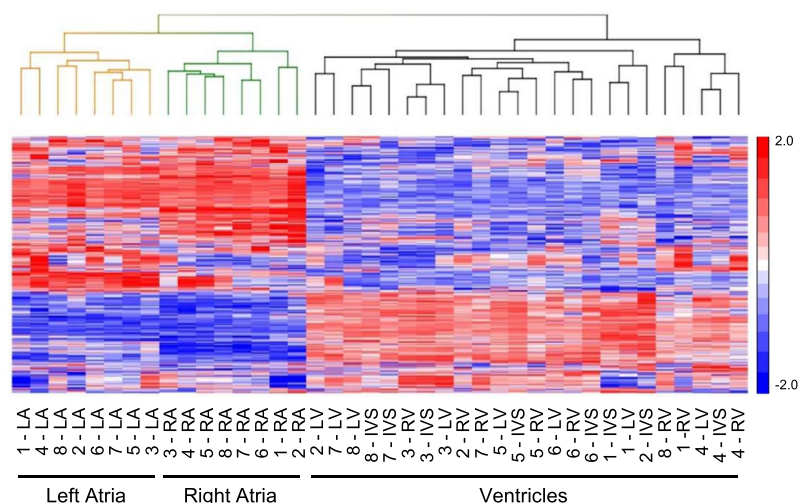 2.0
-2.0
1 - LA
4 - LA
8 - LA
2 - LA
6 - LA
7 - LA
5 - LA
3 - LA
3 - RA
4 - RA
5 - RA
8 - RA
7 - RA
6 - RA
1 - RA
2 - RA
2 - LV
7 - LV
8 - LV
8 - IVS
7 - IVS
3 - RV
3 - IVS
3 - LV
2 - RV
7 - RV
5 - LV
5 - IVS
5 - RV
6 - LV
6 - RV
6 - IVS
1 - IVS
1 - LV
2 - IVS
8 - RV
1 -RV
4 - LV
4 - IVS
4 - RV
Left Atria
Right Atria
Ventricles